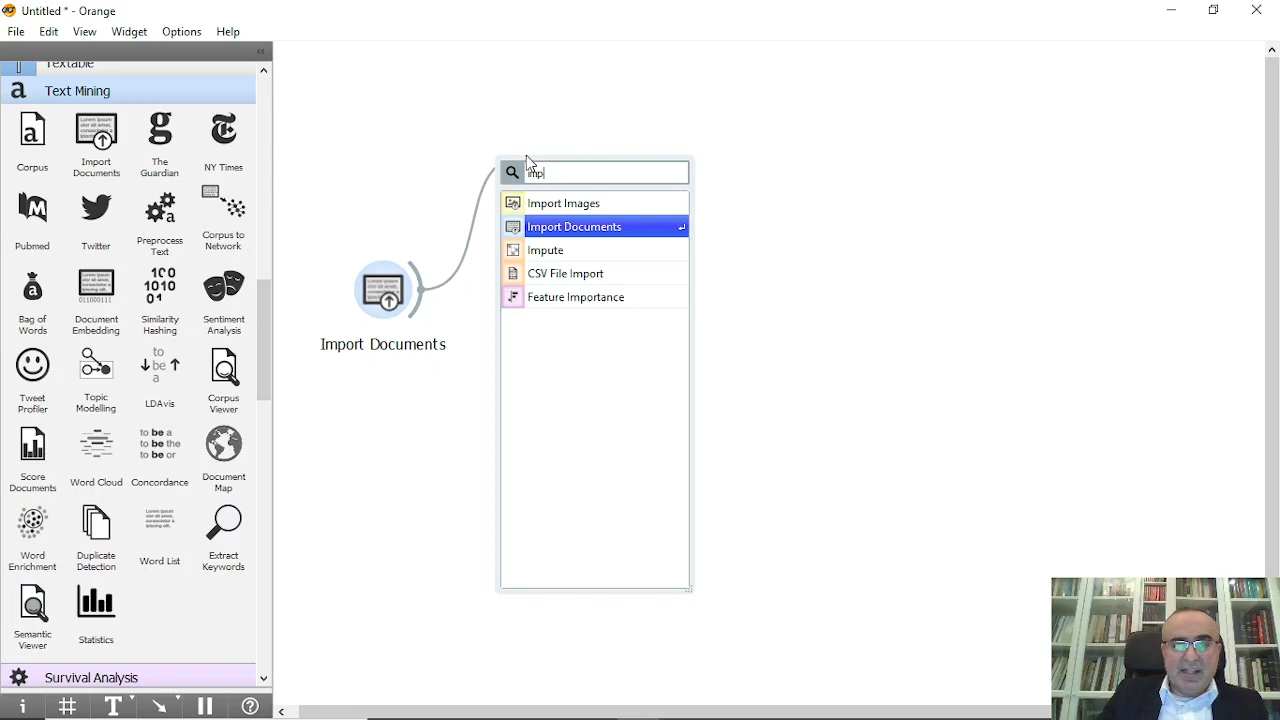 Untitled * - Orange
File Edit View Widget Options Help
Textable
Text Mining
Corpus
Import Documents
The Guardian
NY Times
Pubmed
Twitter
Preprocess Text
Corpus to Network
Bag of Words
Document Embedding
Similarity Hashing
Sentiment Analysis
Tweet Profiler
Topic Modelling
LDAvis
Corpus Viewer
Score Documents
Word Cloud
Concordance
Document Map
Word Enrichment
Duplicate Detection
Word List
Extract Keywords
Semantic Viewer
Statistics
Survival Analysis
Import Documents
imp
Import Images
Import Documents
Impute
CSV File Import
Feature Importance